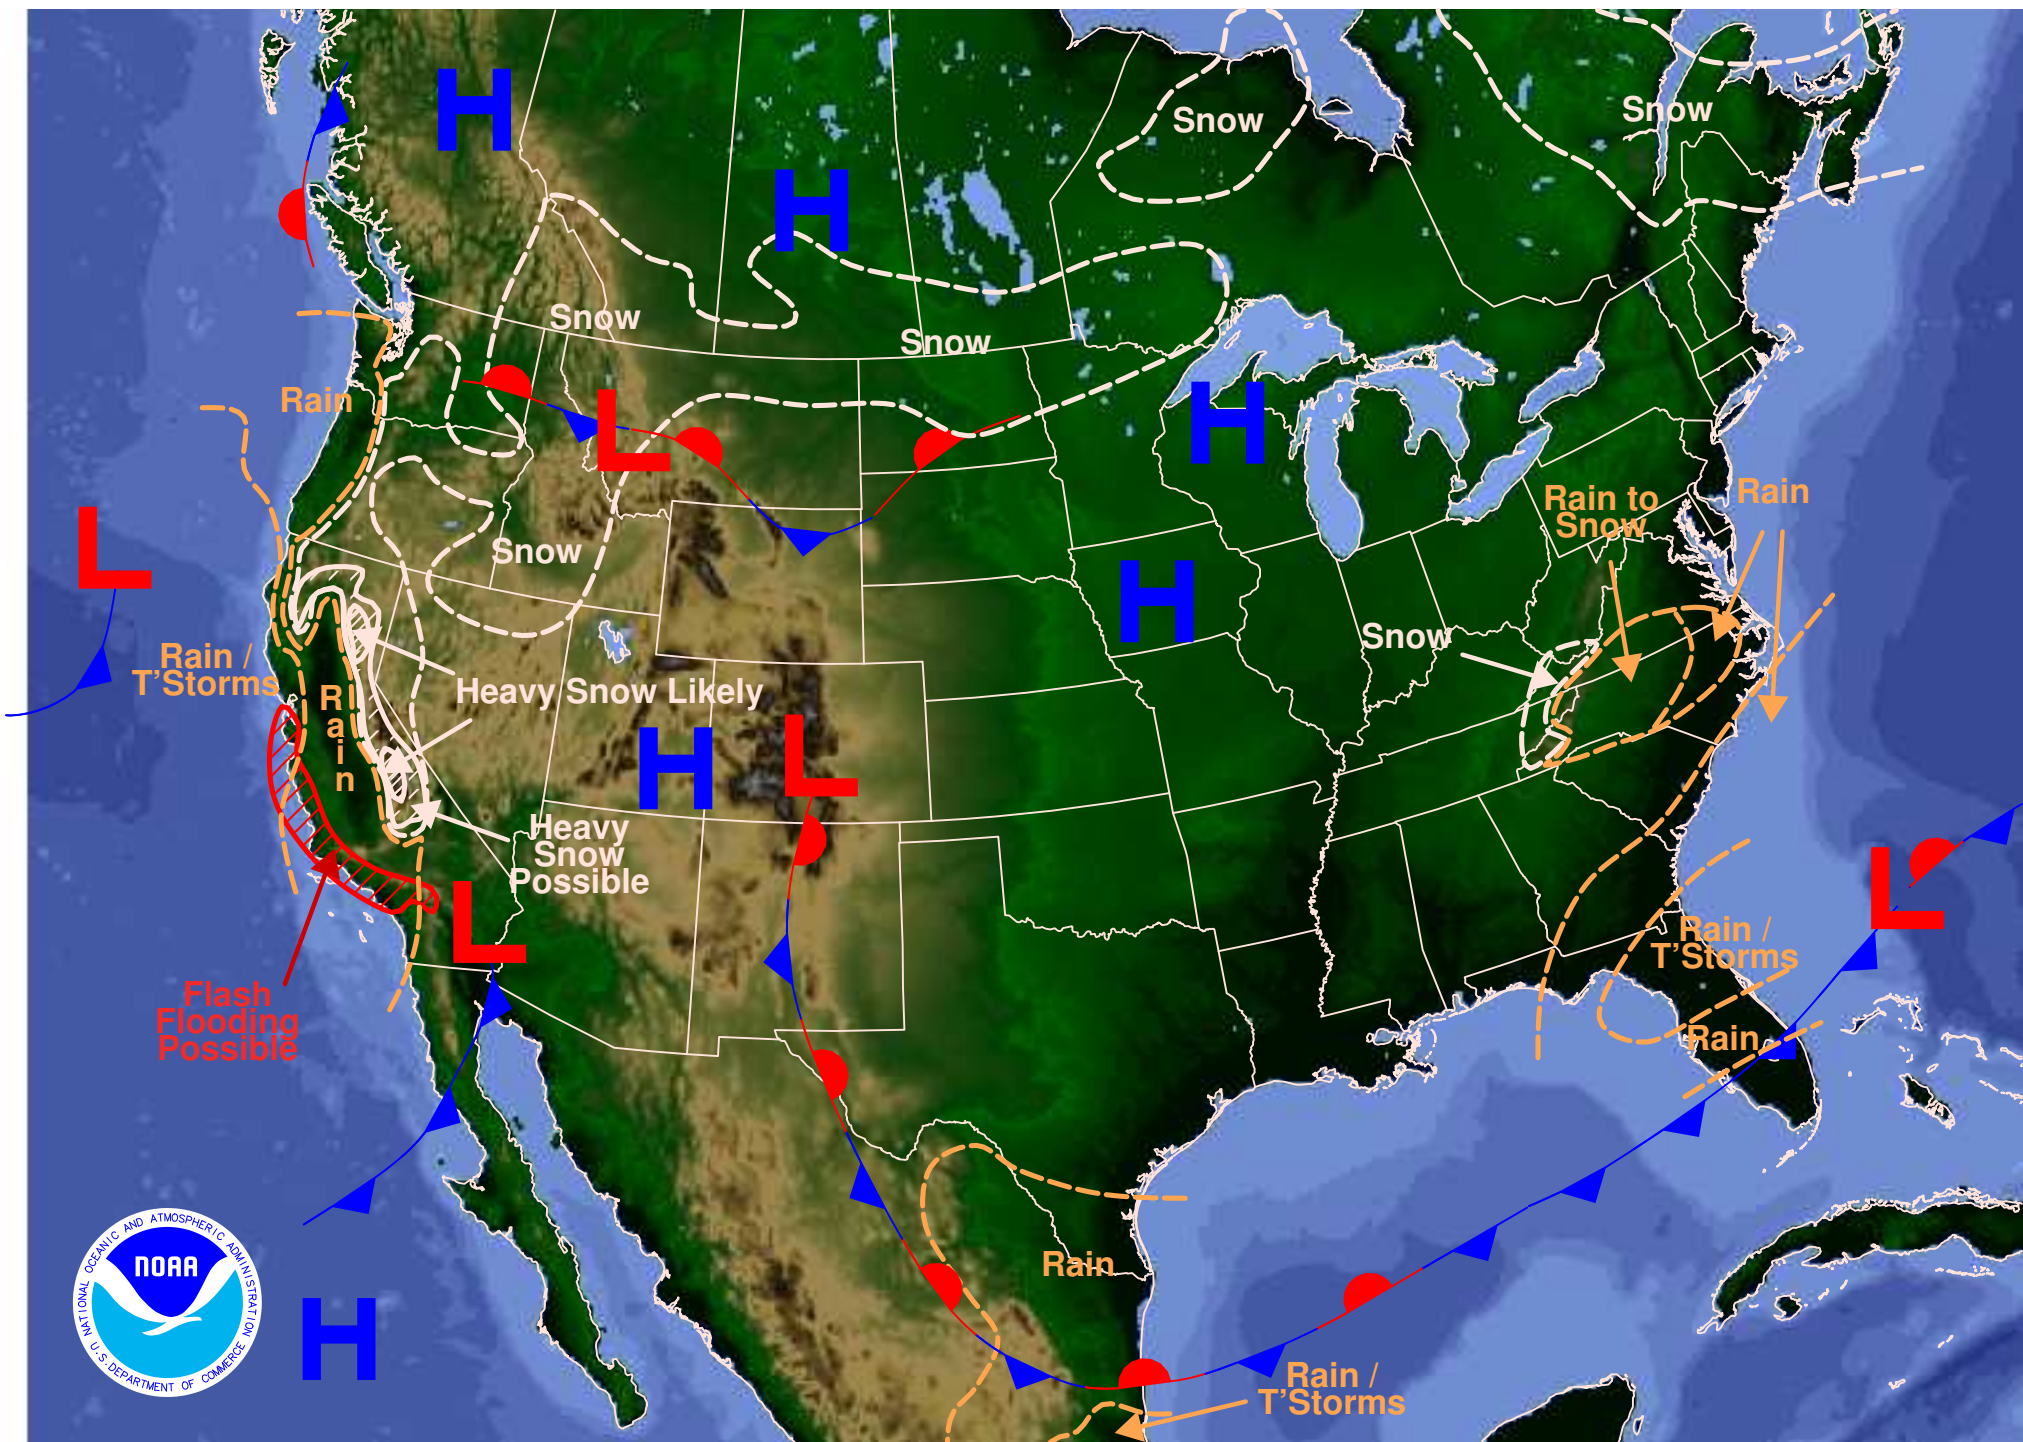 H
Snow
Snow
H
Snow
Snow
Rain
L
H
Rain to
Snow
Rain
L
Snow
H
Snow
Rain /
T'Storms
R
a
i
n
Heavy Snow Likely
H
L
Heavy
Snow
Possible
L
L
Rain /
T'Storms
Flash
Flooding
Possible
Rain
Rain
H
Rain /
T'Storms
NOAA
NATIONAL OCEANIC AND ATMOSPHERIC ADMINISTRATION
U.S. DEPARTMENT OF COMMERCE